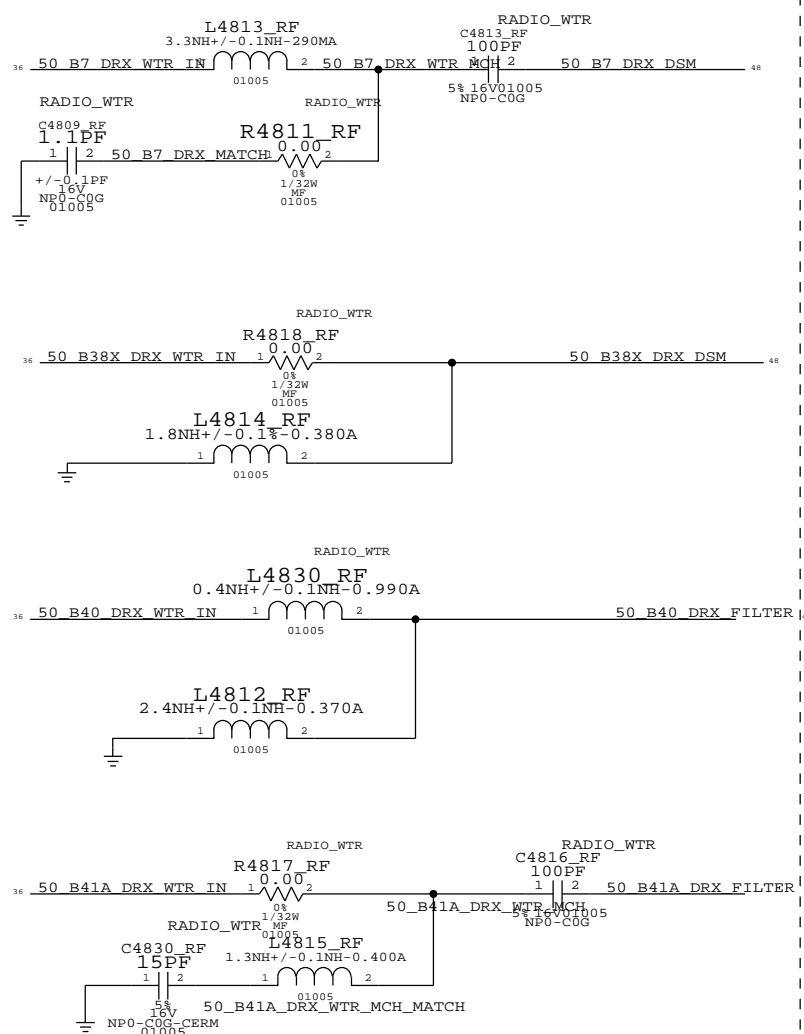 RADIO_WTR
L4813_RF
3.3NH+/-0.1NH-290MA
C4813_RF
100PF
36 50_B7_DRX_WTR_IN 1 2 50_B7_DRX_WTR_MCH 1 2 50_B7_DRX_DSM 48
01005
5% 16V01005
NP0-C0G
RADIO_WTR
RADIO_WTR
C4809_RF
1.1PF
R4811_RF
0.00
1 2 50_B7_DRX_MATCH 1 2
+/-0.1PF
16V
NP0-C0G
01005
0%
1/32W
MF
01005
RADIO_WTR
R4818_RF
0.00
36 50_B38X_DRX_WTR_IN 1 2 50_B38X_DRX_DSM 48
0%
1/32W
MF
01005
L4814_RF
1.8NH+/-0.1%-0.380A
1 2
01005
RADIO_WTR
L4830_RF
0.4NH+/-0.1NH-0.990A
36 50_B40_DRX_WTR_IN 1 2 50_B40_DRX_FILTER
01005
L4812_RF
2.4NH+/-0.1NH-0.370A
1 2
01005
RADIO_WTR
RADIO_WTR
R4817_RF
0.00
C4816_RF
100PF
36 50_B41A_DRX_WTR_IN 1 2 1 2 50_B41A_DRX_FILTER
50_B41A_DRX_WTR_MCH
0%
1/32W
MF
01005
5% 16V01005
NP0-C0G
RADIO_WTR
C4830_RF
15PF
L4815_RF
1.3NH+/-0.1NH-0.400A
1 2 1 2
01005
50_B41A_DRX_WTR_MCH_MATCH
5%
16V
NP0-C0G-CERM
01005